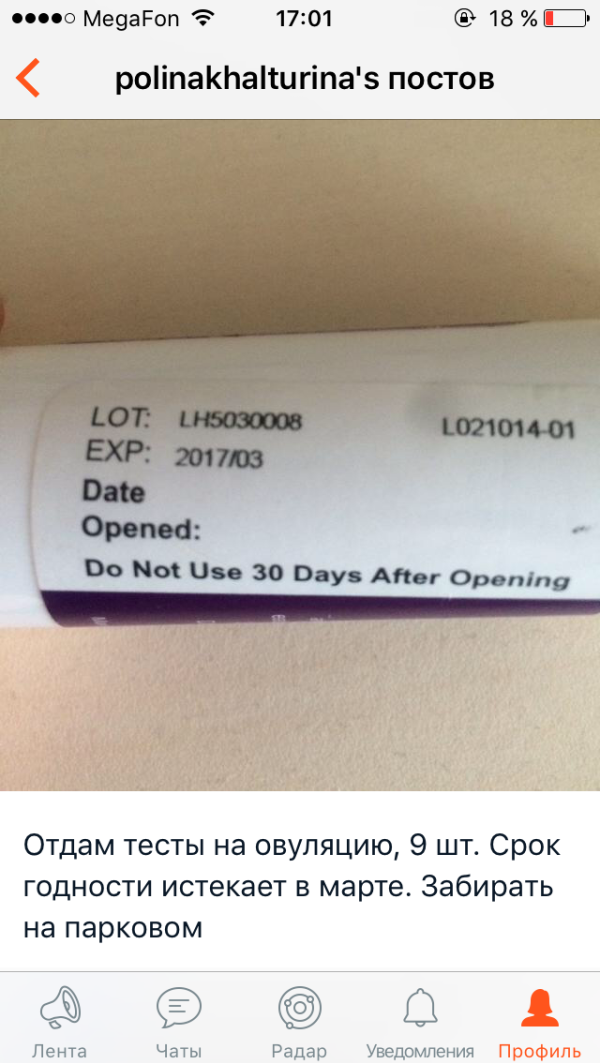 MegaFon 17:01 18 %
polinakhalturina's постов
LOT: LH5030008 L021014-01
EXP: 2017/03
Date
Opened:
Do Not Use 30 Days After Opening
Отдам тесты на овуляцию, 9 шт. Срок
годности истекает в марте. Забирать
на парковом
Лента Чаты Радар Уведомления Профиль